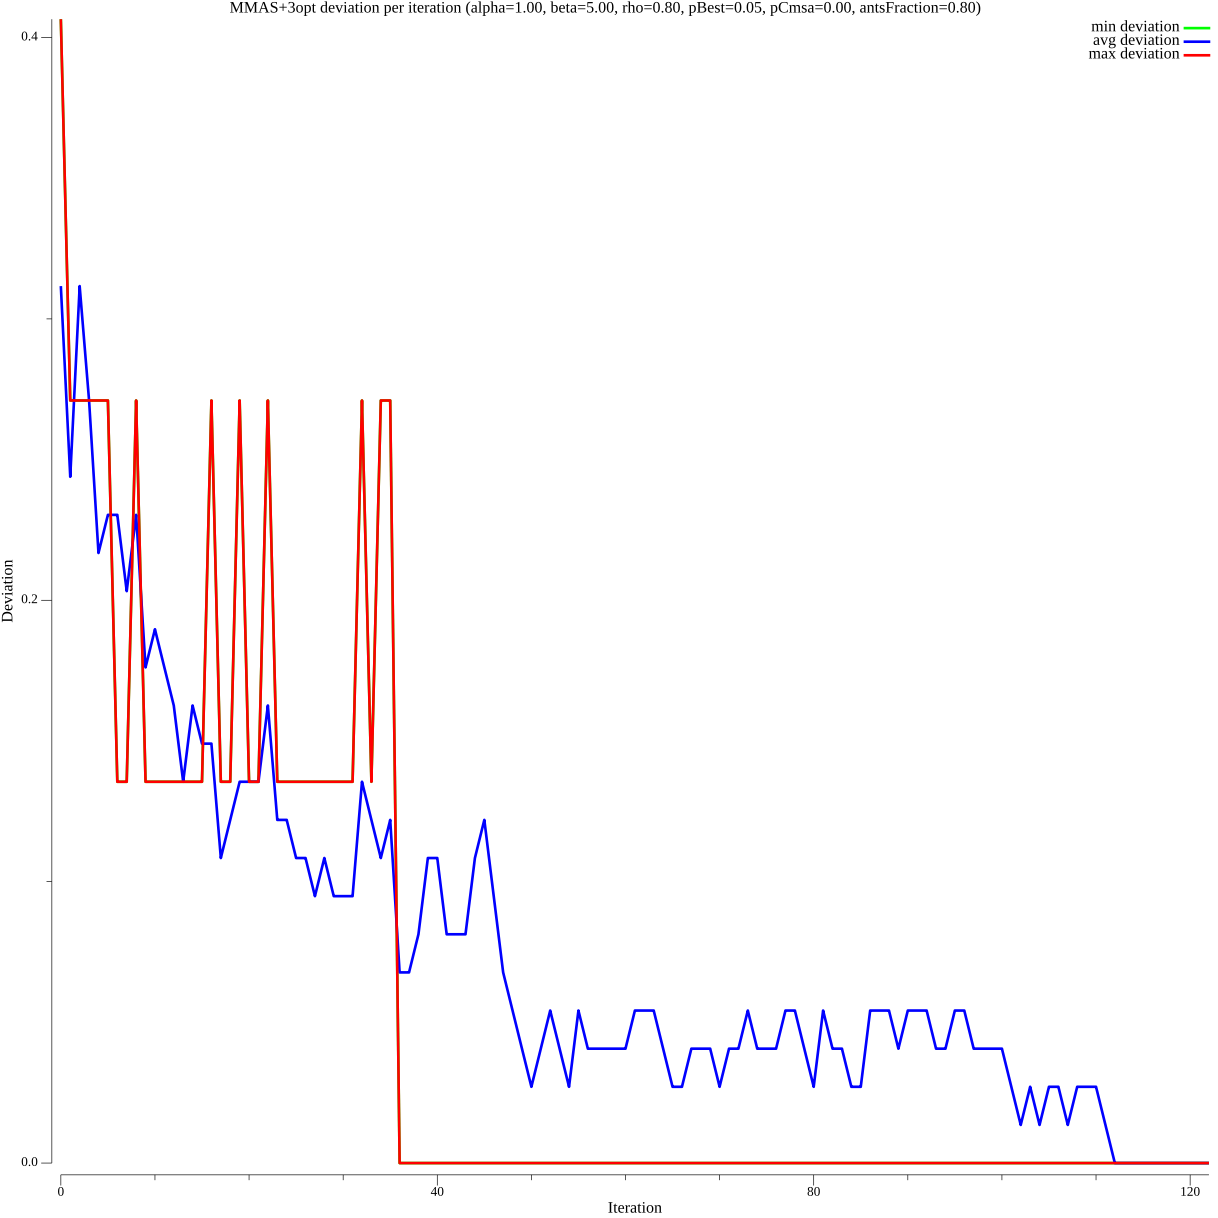 MMAS+3opt deviation per iteration (alpha=1.00, beta=5.00, rho=0.80, pBest=0.05, pCmsa=0.00, antsFraction=0.80)
min deviation
avg deviation
max deviation
0.4
0.2
0.0
Deviation
0 40 80 120
Iteration